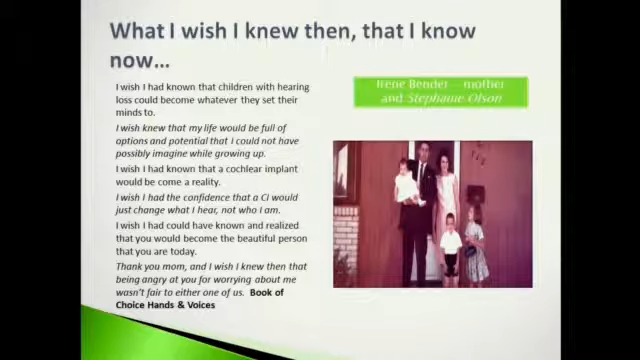 What I wish I knew then, that I know
now...
Irene Bender – mother
and Stephanie Olson
I wish I had known that children with hearing
loss could become whatever they set their
minds to.
I wish knew that my life would be full of
options and potential that I could not have
possibly imagine while growing up.
I wish I had known that a cochlear implant
would be come a reality.
I wish I had the confidence that a CI would
just change what I hear, not who I am.
I wish I had could have known and realized
that you would become the beautiful person
that you are today.
Thank you mom, and I wish I knew then that
being angry at you for worrying about me
wasn't fair to either one of us. Book of
Choice Hands & Voices